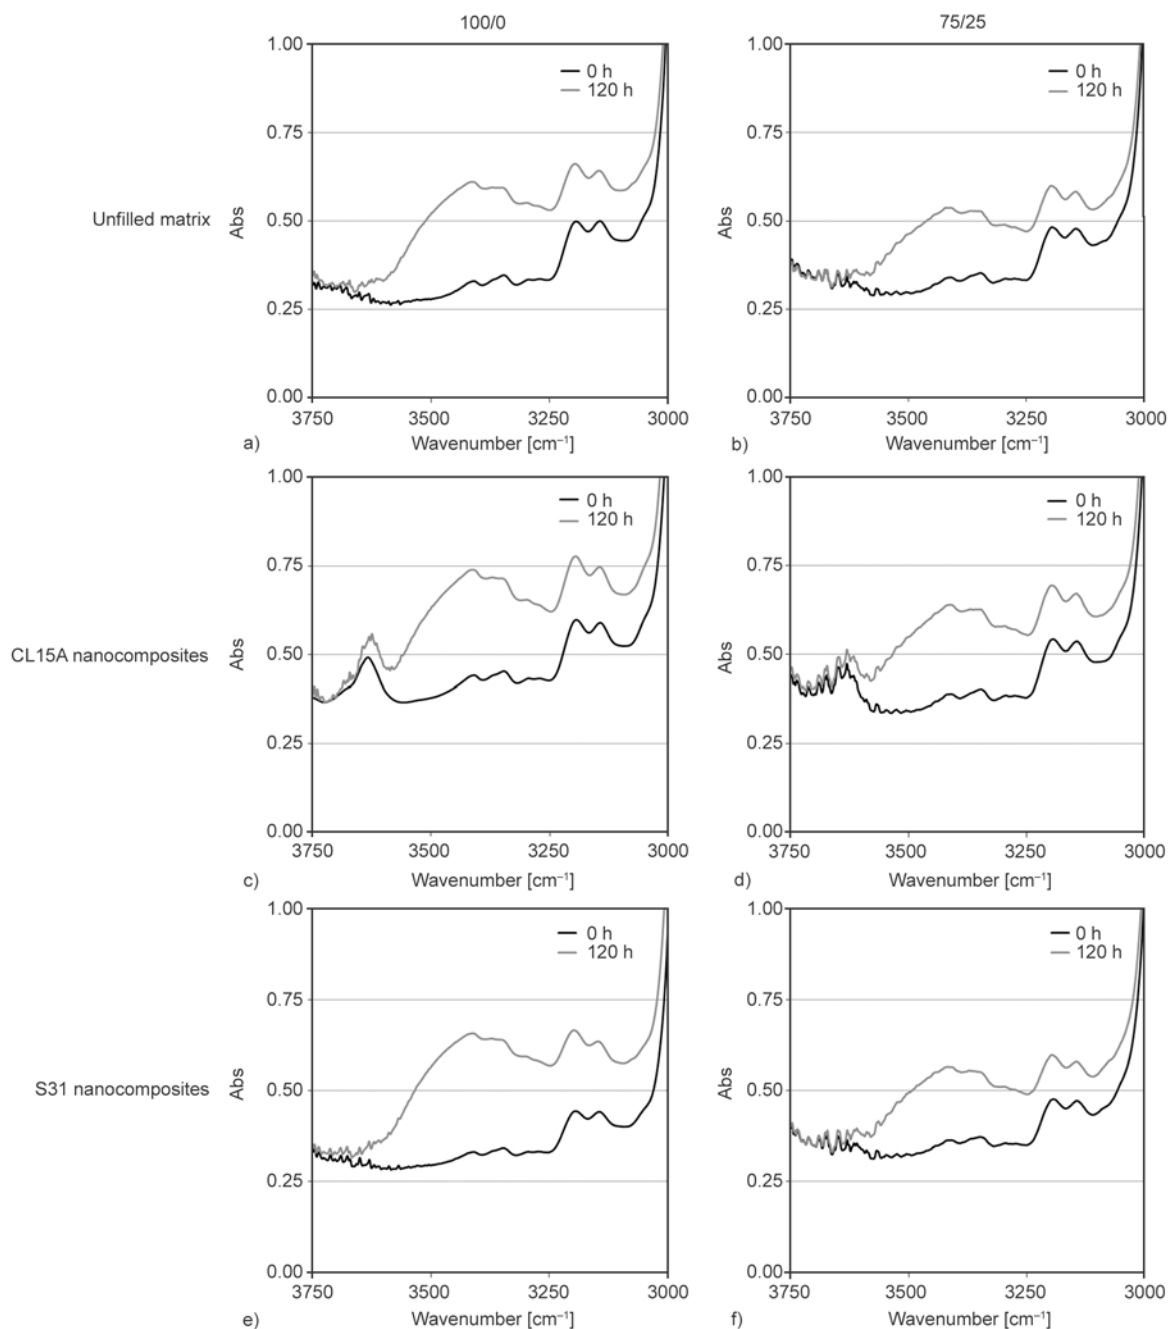 100/0
75/25
1.00
0 h
120 h
0.75
Unfilled matrix
Abs
0.50
0.25
0.00
3750
3500
3250
3000
a)
Wavenumber [cm⁻¹]
1.00
0 h
120 h
0.75
Abs
0.50
0.25
0.00
3750
3500
3250
3000
b)
Wavenumber [cm⁻¹]
1.00
0 h
120 h
0.75
CL15A nanocomposites
Abs
0.50
0.25
0.00
3750
3500
3250
3000
c)
Wavenumber [cm⁻¹]
1.00
0 h
120 h
0.75
Abs
0.50
0.25
0.00
3750
3500
3250
3000
d)
Wavenumber [cm⁻¹]
1.00
0 h
120 h
0.75
S31 nanocomposites
Abs
0.50
0.25
0.00
3750
3500
3250
3000
e)
Wavenumber [cm⁻¹]
1.00
0 h
120 h
0.75
Abs
0.50
0.25
0.00
3750
3500
3250
3000
f)
Wavenumber [cm⁻¹]